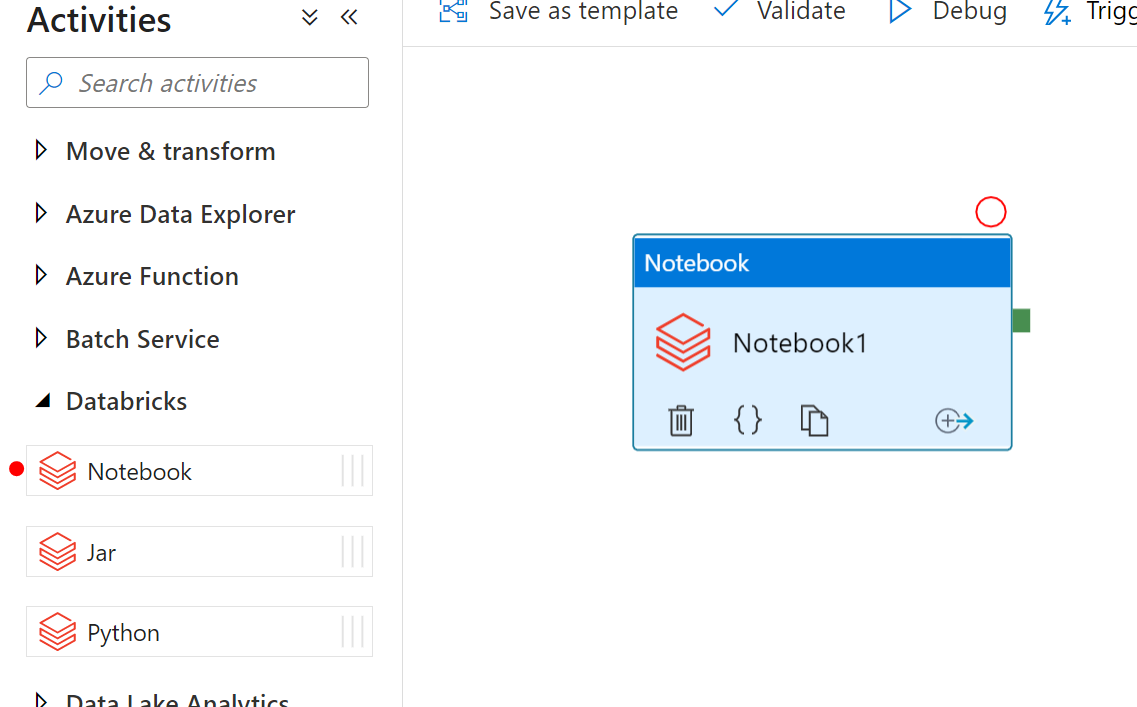 Activities
Search activities
Move & transform
Azure Data Explorer
Azure Function
Batch Service
Databricks
Notebook
Jar
Python
Data Lake Analytics
Save as template
Validate
Debug
Trigg
Notebook
Notebook1